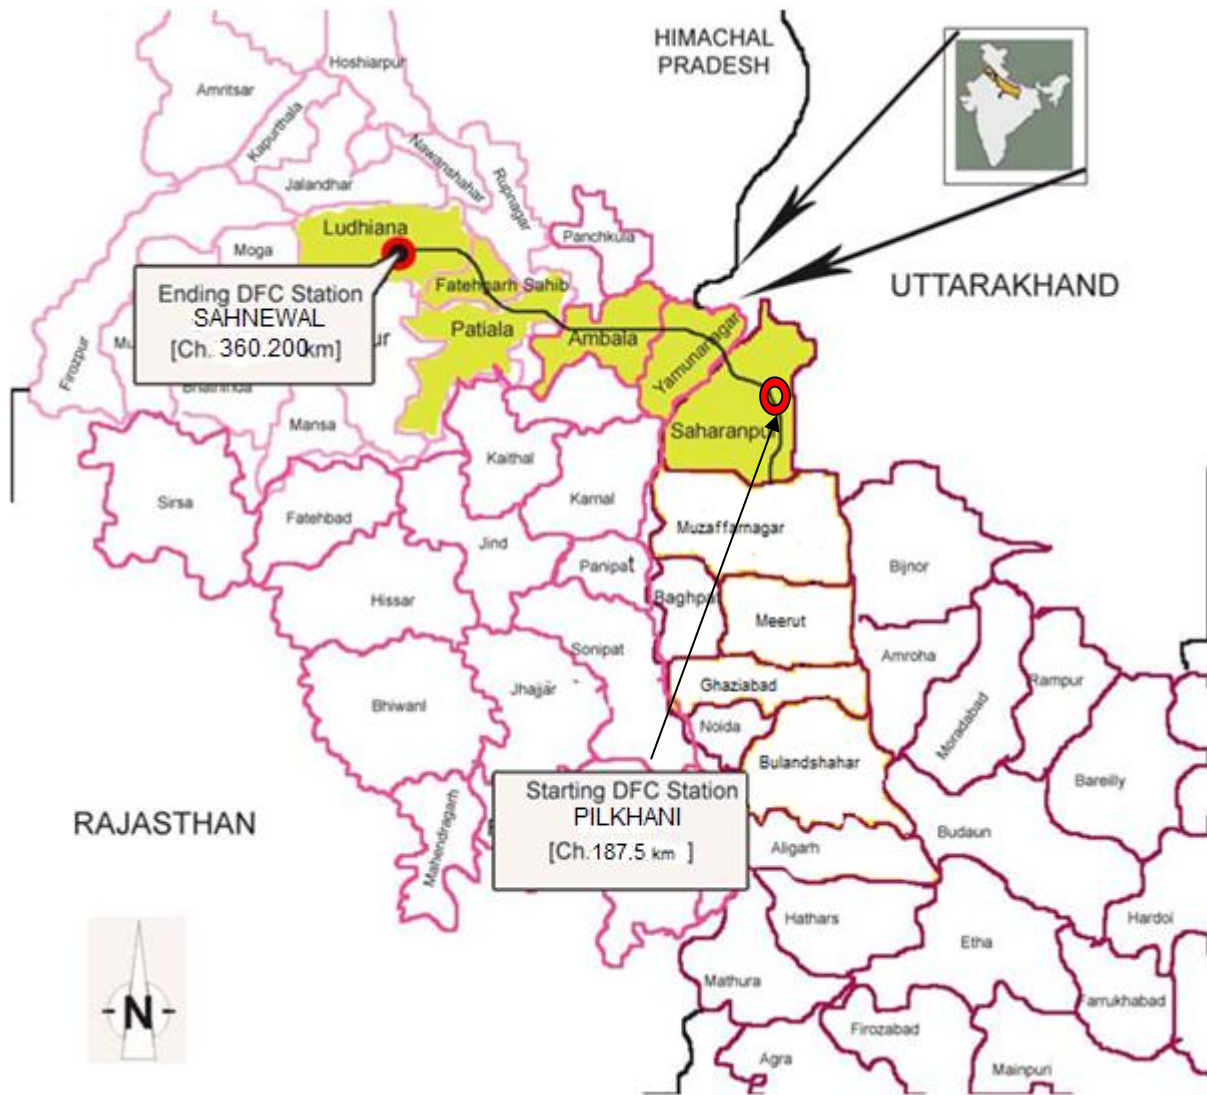 HIMACHAL
PRADESH
Hoshiarpur
Amritsar
Kapurthala
Nawanshahar
Rupnagar
Jalandhar
Ludhiana
Panchkula
Moga
UTTARAKHAND
Fatehgarh Sahib
Ending DFC Station
SAHNEWAL
[Ch. 360.200km]
Patiala
Ambala
Yamunanagar
Firozpur
Mansa
Saharanpur
Kaithal
Karnal
Sirsa
Fatehbad
Muzaffarnagar
Jind
Panipat
Bijnor
Hissar
Baghpat
Meerut
Sonipat
Amroha
Jhajjar
Ghaziabad
Rampur
Bhiwanl
Noida
Moradabad
Bulandshahar
Bareilly
Starting DFC Station
PILKHANI
[Ch.187.5 km ]
RAJASTHAN
Mahendragarh
Budaun
Aligarh
Hathars
Hardoi
Etha
Mathura
Farrukhabad
N
Firozabad
Agra
Mainpuri